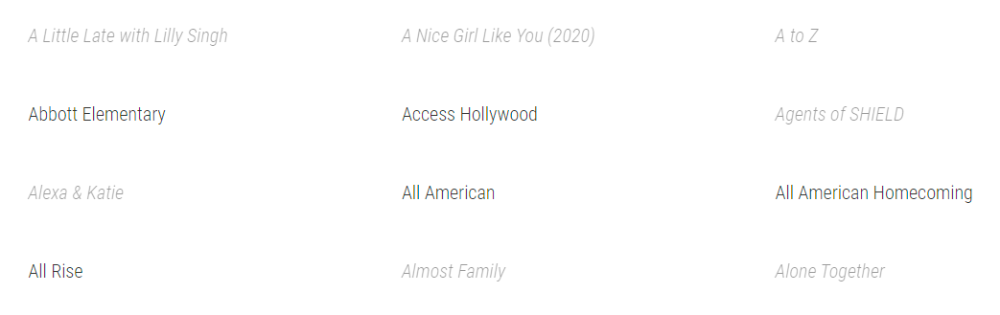 A Little Late with Lilly Singh
A Nice Girl Like You (2020)
A to Z
Abbott Elementary
Access Hollywood
Agents of SHIELD
Alexa & Katie
All American
All American Homecoming
All Rise
Almost Family
Alone Together